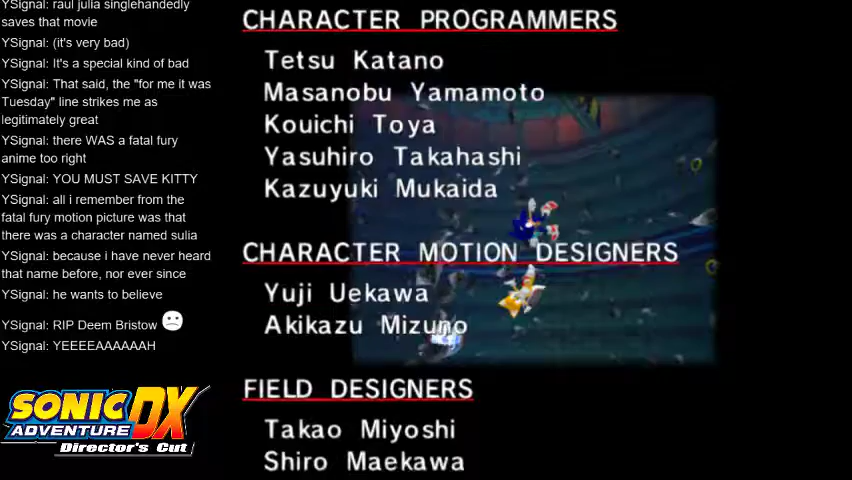 YSignal: raul julia singlehandedly
saves that movie
YSignal: (it's very bad)
YSignal: It's a special kind of bad
YSignal: That said, the "for me it was
Tuesday" line strikes me as
legitimately great
YSignal: there WAS a fatal fury
anime too right
YSignal: YOU MUST SAVE KITTY
YSignal: all i remember from the
fatal fury motion picture was that
there was a character named sulia
YSignal: because i have never heard
that name before, nor ever since
YSignal: he wants to believe
YSignal: RIP Deem Bristow
YSignal: YEEEEAAAAAAH
SONIC
ADVENTURE DX
Director's Cut
CHARACTER PROGRAMMERS
Tetsu Katano
Masanobu Yamamoto
Kouichi Toya
Yasuhiro Takahashi
Kazuyuki Mukaida
CHARACTER MOTION DESIGNERS
Yuji Uekawa
Akikazu Mizuno
FIELD DESIGNERS
Takao Miyoshi
Shiro Maekawa